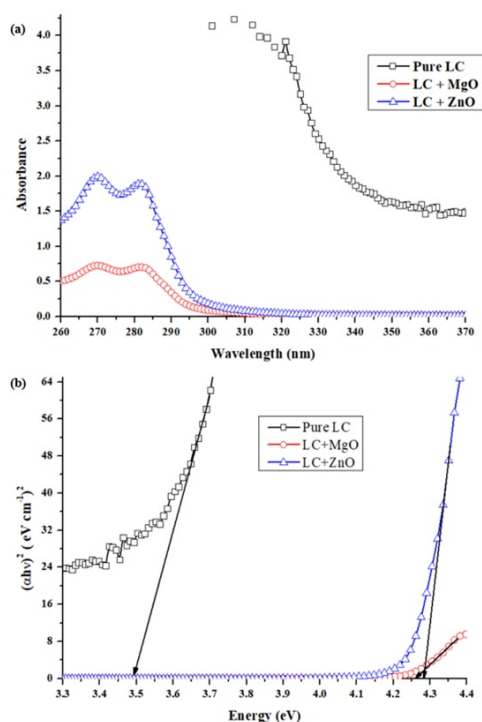 (a)
4.0
3.5
3.0
2.5
2.0
1.5
1.0
0.5
0.0
Absorbance
Pure LC
LC + MgO
LC + ZnO
260 270 280 290 300 310 320 330 340 350 360 370
Wavelength (nm)
(b)
64
56
48
40
32
24
16
8
0
(αhν)² ( eV cm⁻¹)²
Pure LC
LC+MgO
LC+ZnO
3.3 3.4 3.5 3.6 3.7 3.8 3.9 4.0 4.1 4.2 4.3 4.4
Energy (eV)